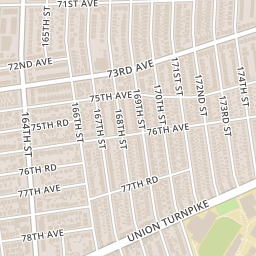 71ST AVE
165TH ST
72ND AVE
73RD AVE
171ST ST
174TH ST
75TH AVE
170TH ST
172ND ST
169TH ST
173RD ST
164TH ST
166TH ST
167TH ST
168TH ST
75TH RD
76TH AVE
76TH RD
77TH RD
77TH AVE
UNION TURNPIKE
78TH AVE